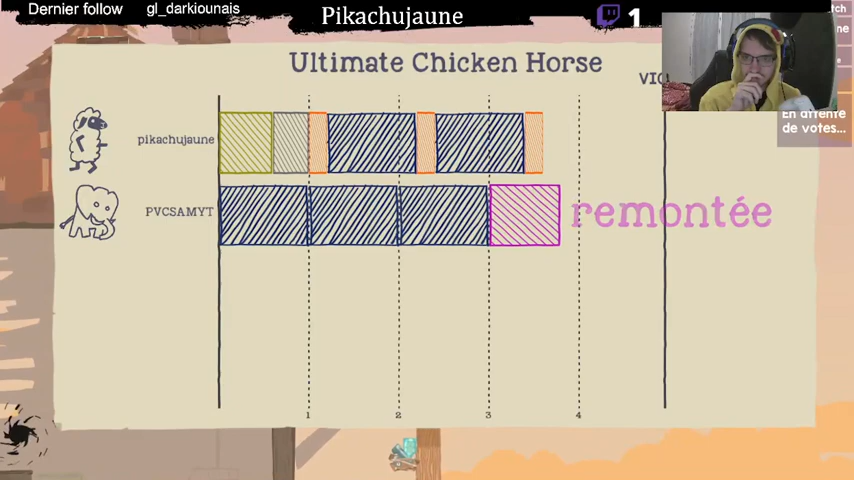 Dernier follow gl_darkiounais
Pikachujaune
1
Ultimate Chicken Horse
En attente
de votes...
pikachujaune
PVCSAMYT
remontée
1 2 3 4